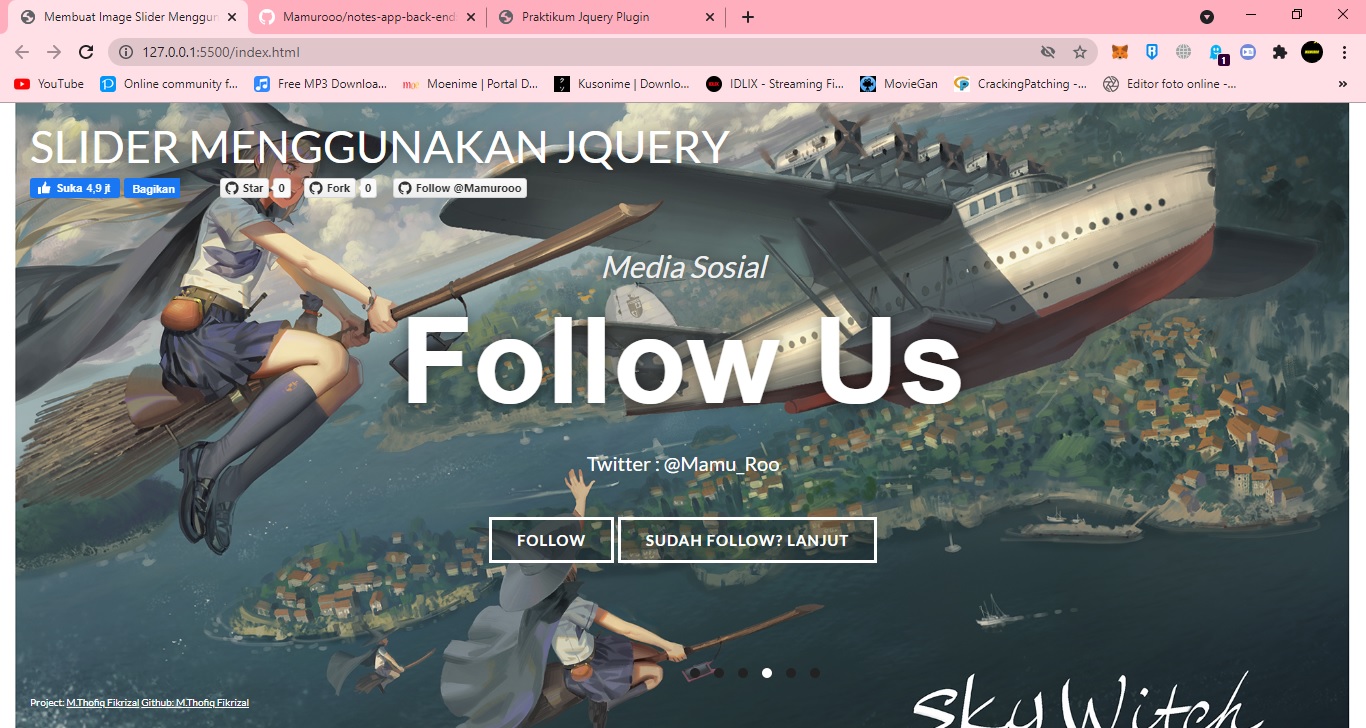 Membuat Image Slider Menggun
Mamurooo/notes-app-back-end
Praktikum Jquery Plugin
127.0.0.1:5500/index.html
1
YouTube
Online community f...
Free MP3 Downloa...
Moenime | Portal D...
Kusonime | Downlo...
IDLIX - Streaming Fi...
MovieGan
CrackingPatching -...
Editor foto online -...
»
SLIDER MENGGUNAKAN JQUERY
Suka 4,9 jt
Bagikan
Star 0
Fork 0
Follow @Mamurooo
Media Sosial
Follow Us
Twitter : @Mamu_Roo
FOLLOW
SUDAH FOLLOW? LANJUT
Project: M.Thofiq Fikrizal Github: M.Thofiq Fikrizal
SkyWitch